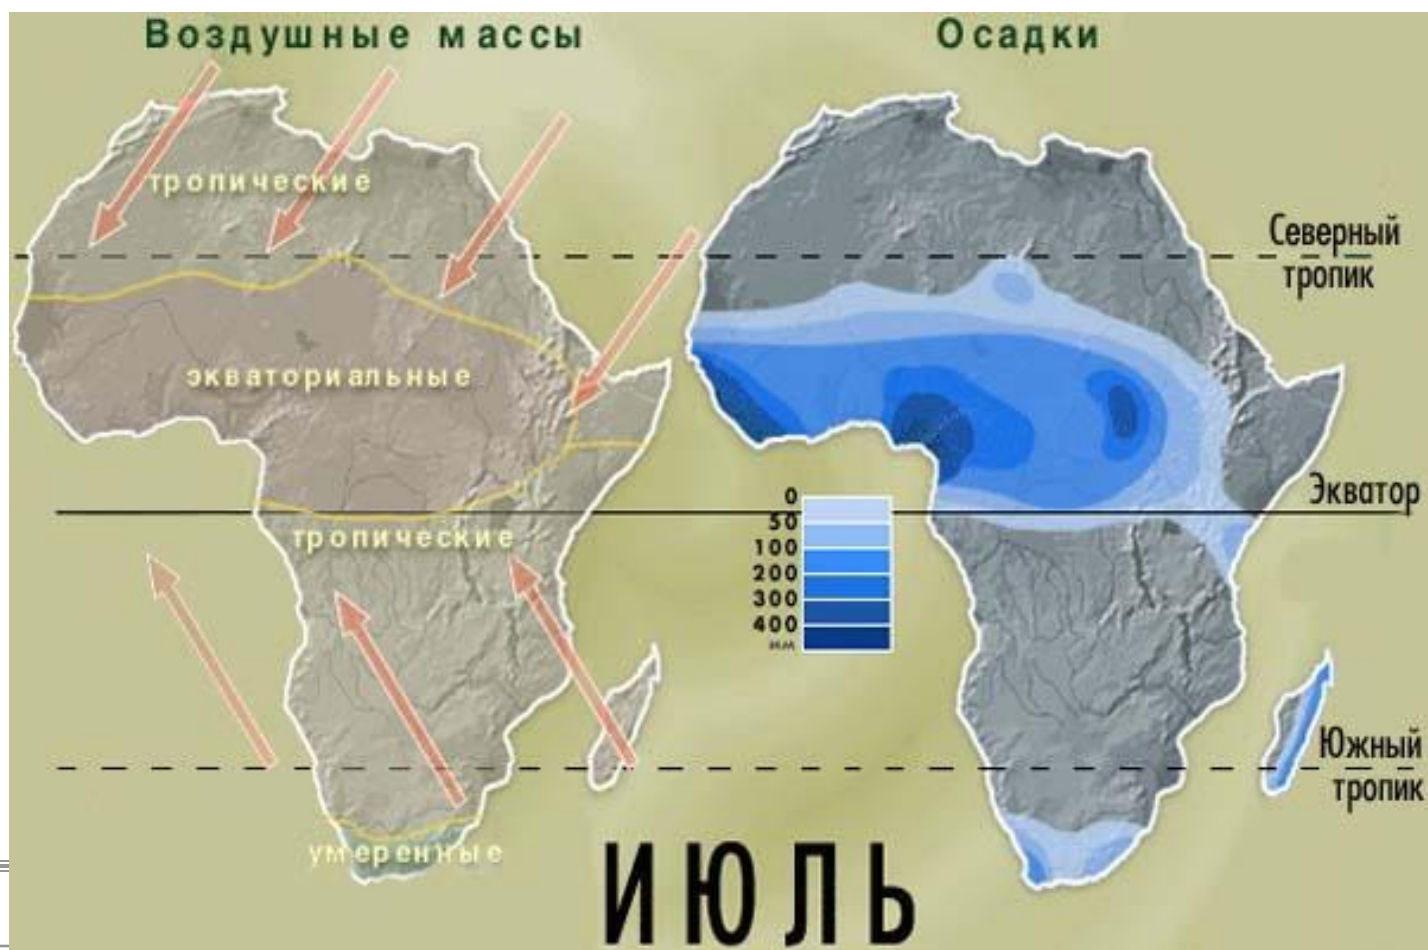 Воздушные массы
Осадки
тропические
Северный
тропик
экваториальные
Экватор
0
50
100
200
300
400
мм
тропические
Южный
тропик
умеренные
ИЮЛЬ